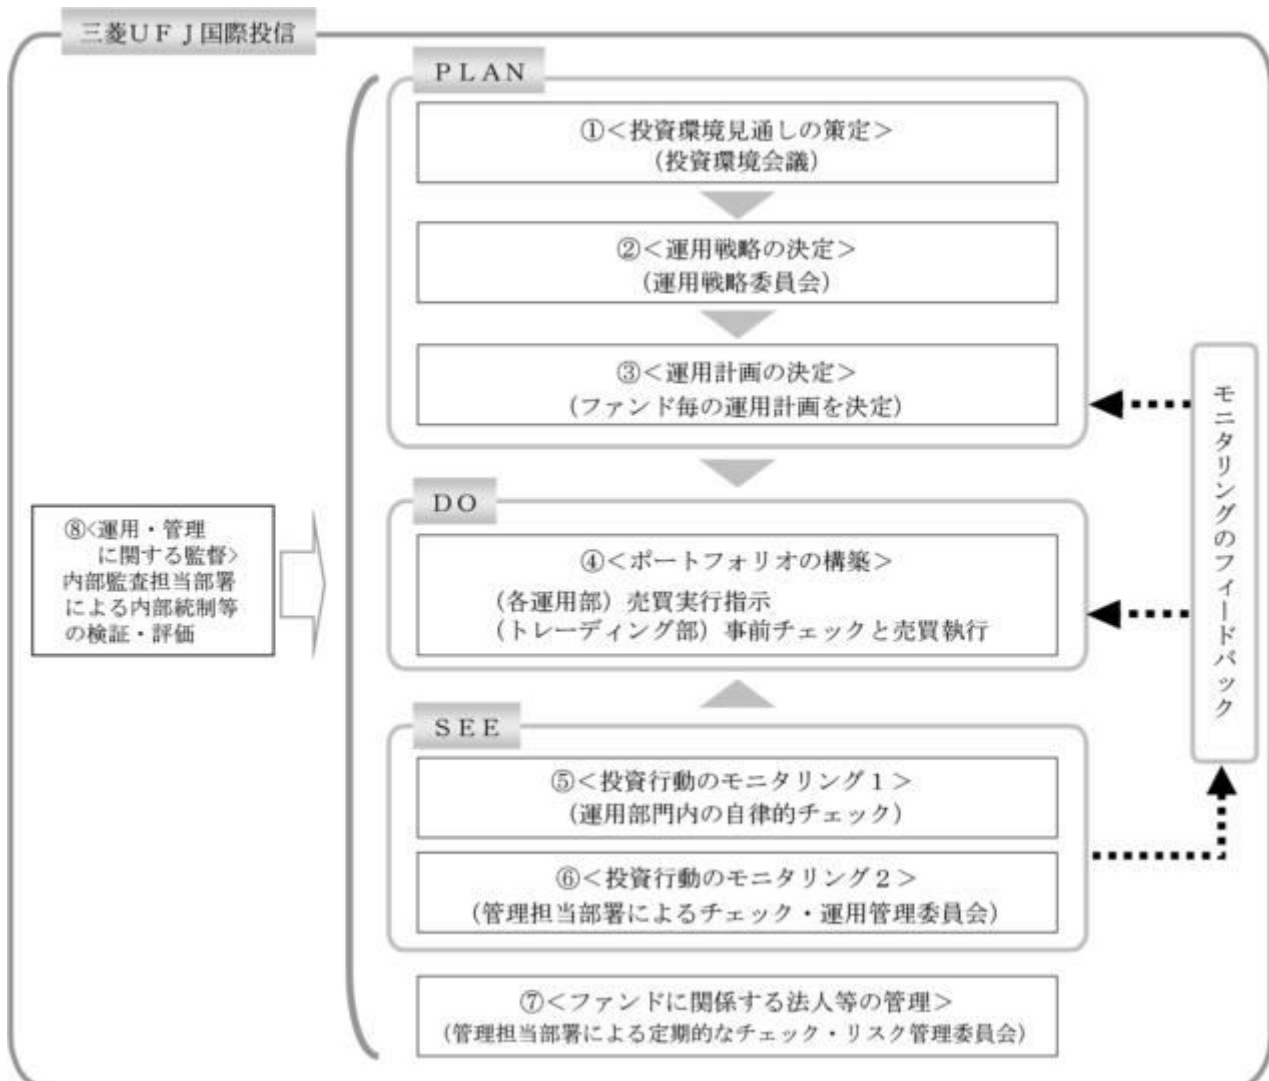 三菱ＵＦＪ国際投信
ＰＬＡＮ
①＜投資環境見通しの策定＞
（投資環境会議）
②＜運用戦略の決定＞
（運用戦略委員会）
③＜運用計画の決定＞
（ファンド毎の運用計画を決定）
ＤＯ
④＜ポートフォリオの構築＞
（各運用部）売買実行指示
（トレーディング部）事前チェックと売買執行
ＳＥＥ
⑤＜投資行動のモニタリング１＞
（運用部門内の自律的チェック）
⑥＜投資行動のモニタリング２＞
（管理担当部署によるチェック・運用管理委員会）
⑦＜ファンドに関係する法人等の管理＞
（管理担当部署による定期的なチェック・リスク管理委員会）
⑧<運用・管理
に関する監督>
内部監査担当部署
による内部統制等
の検証・評価
モニタリングのフィードバック